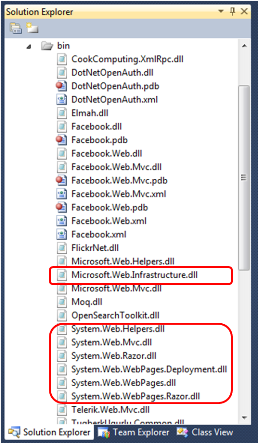 Solution Explorer
bin
CookComputing.XmlRpc.dll
DotNetOpenAuth.dll
DotNetOpenAuth.pdb
DotNetOpenAuth.xml
Elmah.dll
Facebook.dll
Facebook.pdb
Facebook.Web.dll
Facebook.Web.Mvc.dll
Facebook.Web.Mvc.pdb
Facebook.Web.Mvc.xml
Facebook.Web.pdb
Facebook.Web.xml
Facebook.xml
FlickrNet.dll
Microsoft.Web.Helpers.dll
Microsoft.Web.Infrastructure.dll
Microsoft.Web.Mvc.dll
Moq.dll
OpenSearchToolkit.dll
System.Web.Helpers.dll
System.Web.Mvc.dll
System.Web.Razor.dll
System.Web.WebPages.Deployment.dll
System.Web.WebPages.dll
System.Web.WebPages.Razor.dll
Telerik.Web.Mvc.dll
TugberkUgurlu.Common.dll
Solution Explorer Team Explorer Class View